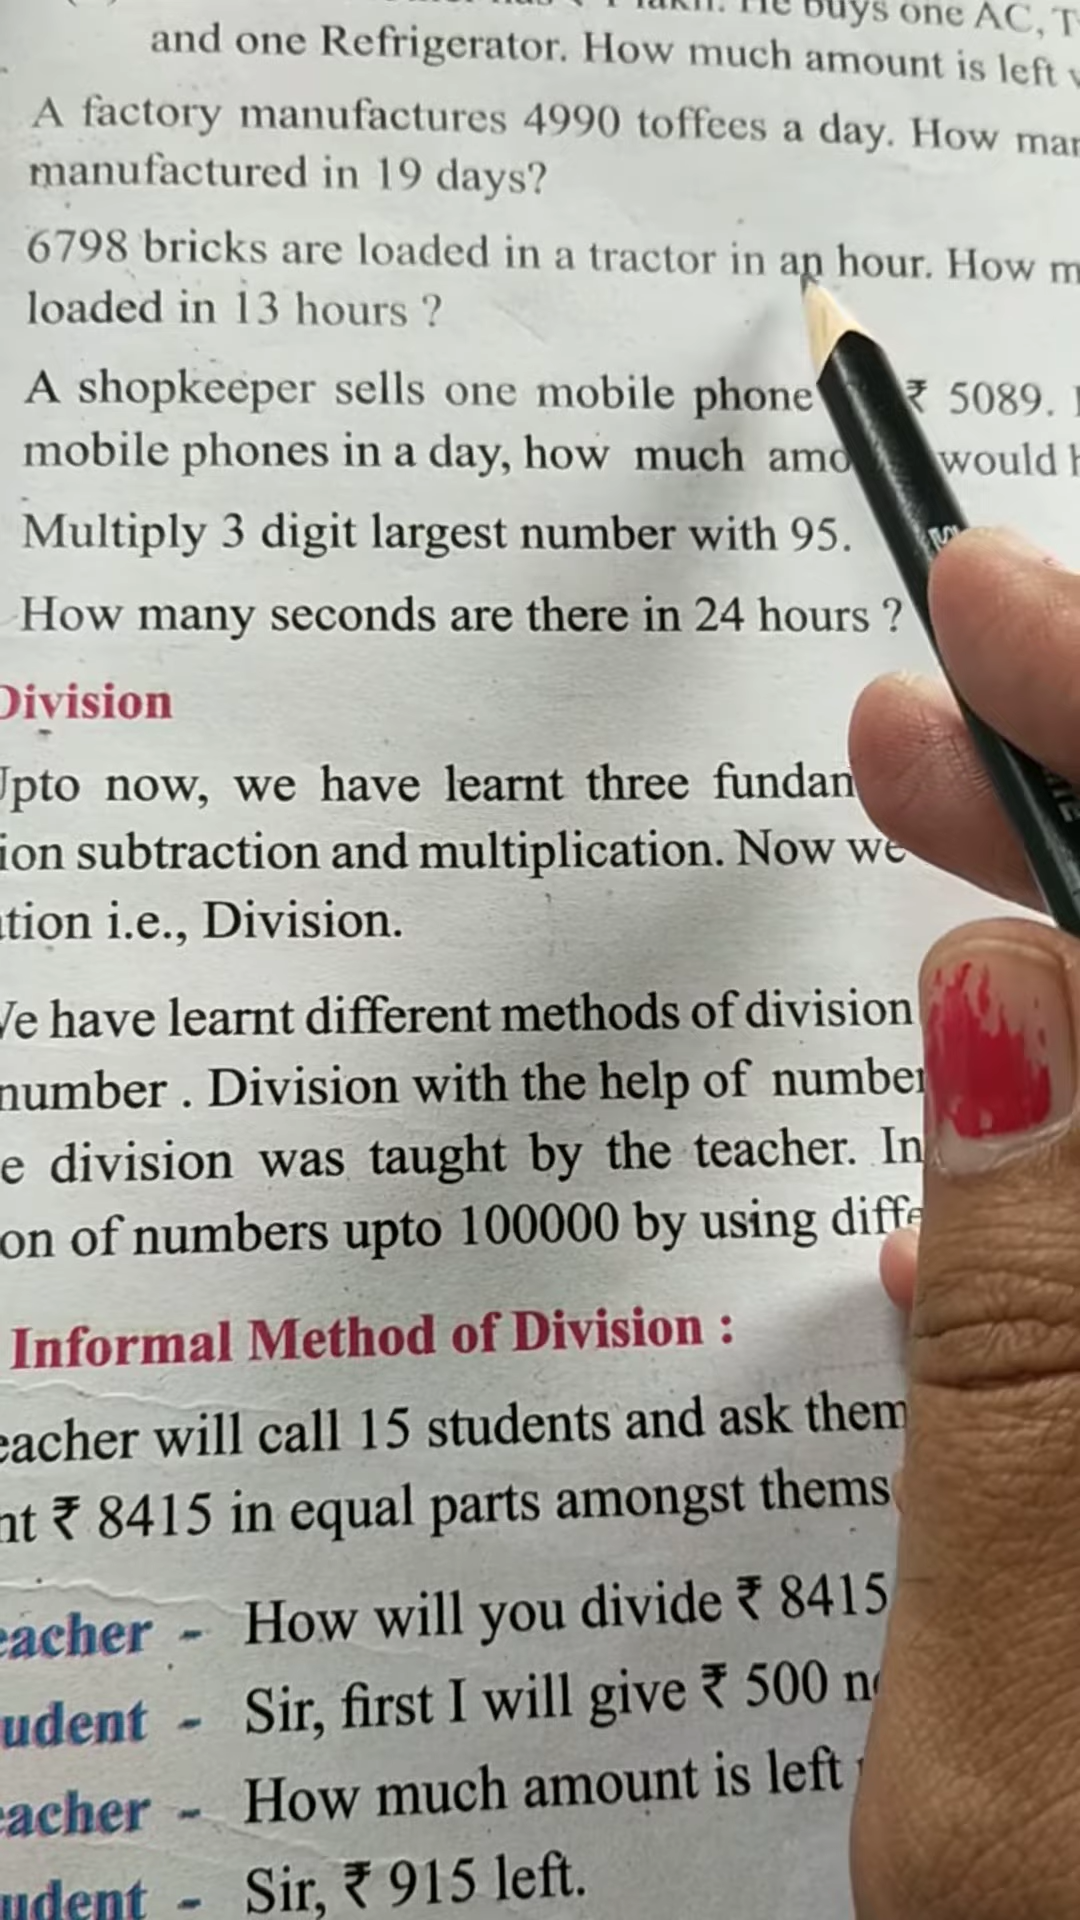 He buys one AC,
and one Refrigerator. How much amount is left
A factory manufactures 4990 toffees a day. How
manufactured in 19 days?
6798 bricks are loaded in a tractor in an hour. How
loaded in 13 hours ?
A shopkeeper sells one mobile phone ₹ 5089.
mobile phones in a day, how much would
Multiply 3 digit largest number with 95.
How many seconds are there in 24 hours ?
Division
Upto now, we have learnt three fundam
ion subtraction and multiplication. Now we
tion i.e., Division.
We have learnt different methods of division
number . Division with the help of number
e division was taught by the teacher. In
on of numbers upto 100000 by using diffe
Informal Method of Division :
eacher will call 15 students and ask them
nt ₹ 8415 in equal parts amongst thems
eacher - How will you divide ₹ 8415
udent - Sir, first I will give ₹ 500
eacher - How much amount is left
udent - Sir, ₹ 915 left.